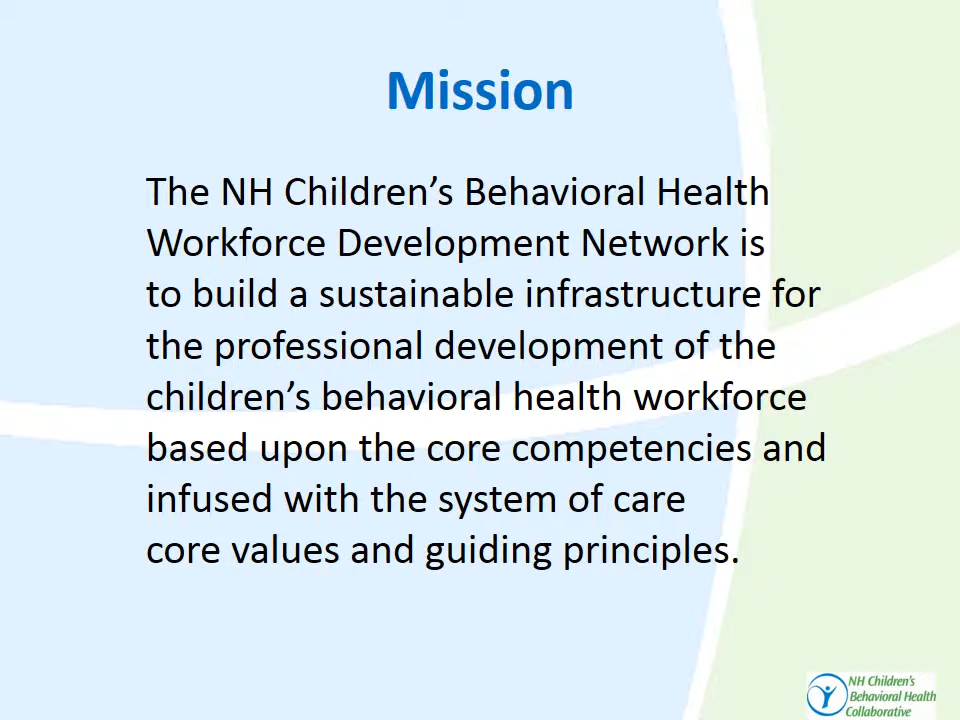 Mission
The NH Children’s Behavioral Health
Workforce Development Network is
to build a sustainable infrastructure for
the professional development of the
children’s behavioral health workforce
based upon the core competencies and
infused with the system of care
core values and guiding principles.
NH Children's
Behavioral Health
Collaborative